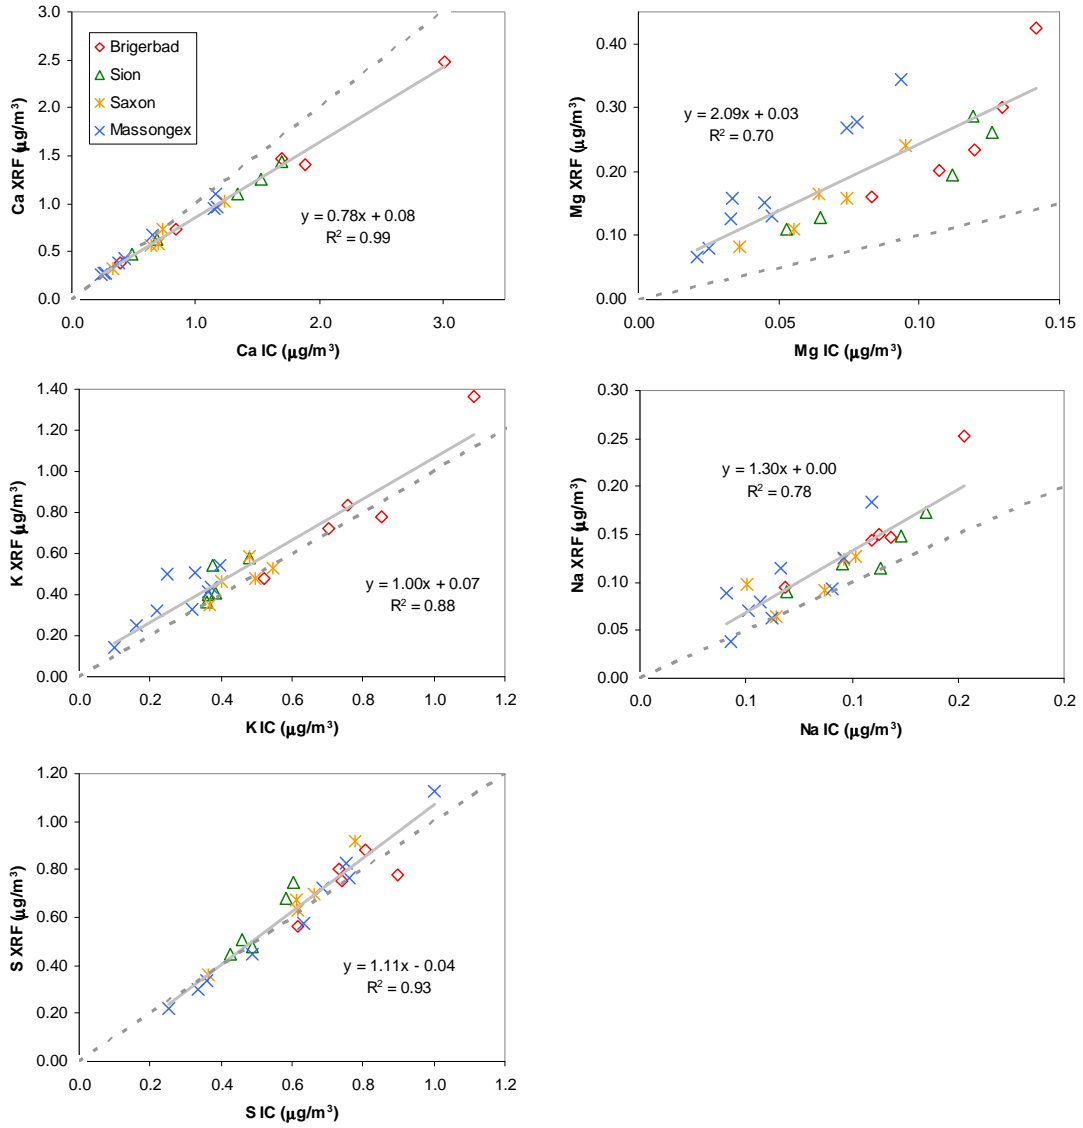 3.0
2.5
2.0
1.5
1.0
0.5
0.0
Ca XRF (µg/m³)
Brigerbad
Sion
Saxon
Massongex
y = 0.78x + 0.08
R² = 0.99
0.0 1.0 2.0 3.0
Ca IC (µg/m³)
0.40
0.30
0.20
0.10
0.00
Mg XRF (µg/m³)
y = 2.09x + 0.03
R² = 0.70
0.00 0.05 0.10 0.15
Mg IC (µg/m³)
1.40
1.20
1.00
0.80
0.60
0.40
0.20
0.00
K XRF (µg/m³)
y = 1.00x + 0.07
R² = 0.88
0.0 0.2 0.4 0.6 0.8 1.0 1.2
K IC (µg/m³)
0.30
0.25
0.20
0.15
0.10
0.05
0.00
Na XRF (µg/m³)
y = 1.30x + 0.00
R² = 0.78
0.0 0.1 0.1 0.2 0.2
Na IC (µg/m³)
1.20
1.00
0.80
0.60
0.40
0.20
0.00
S XRF (µg/m³)
y = 1.11x - 0.04
R² = 0.93
0.0 0.2 0.4 0.6 0.8 1.0 1.2
S IC (µg/m³)